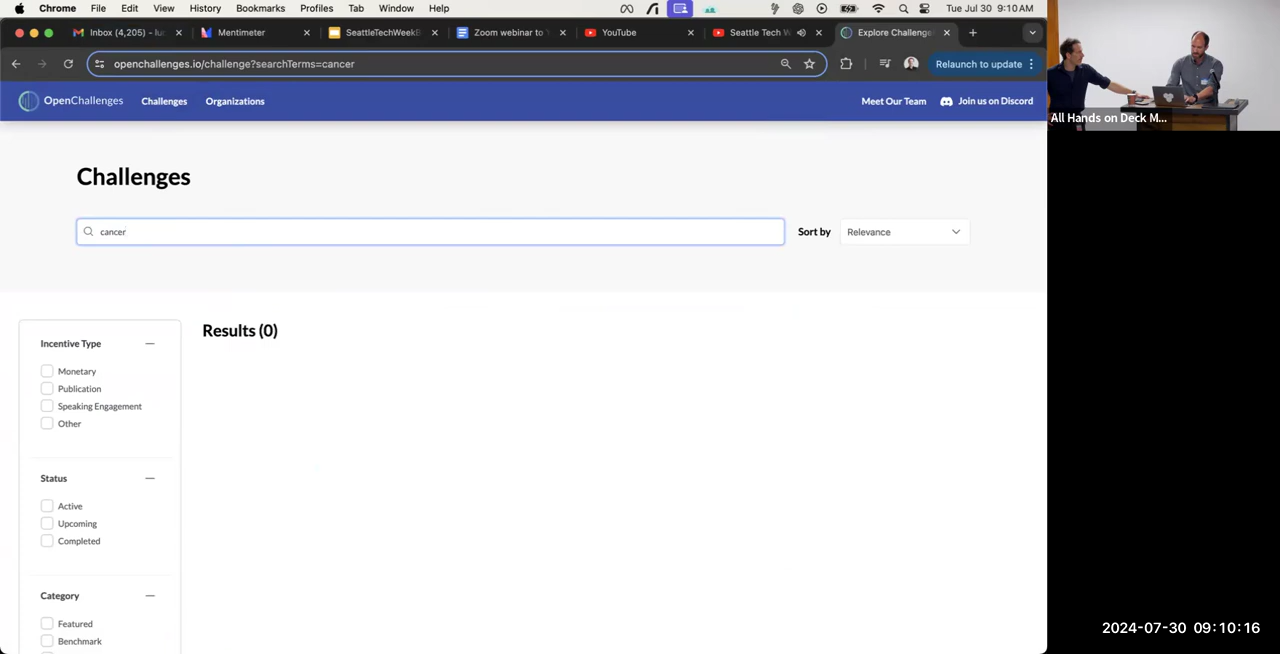 Chrome File Edit View History Bookmarks Profiles Tab Window Help Tue Jul 30 9:10 AM
Inbox (4,205) - luc Mentimeter SeattleTechWeekB Zoom webinar to Y YouTube Seattle Tech W Explore Challenge
openchallenges.io/challenge?searchTerms=cancer Relaunch to update
OpenChallenges Challenges Organizations Meet Our Team Join us on Discord
All Hands on Deck M...
Challenges
cancer Sort by Relevance
Results (0)
Incentive Type
Monetary
Publication
Speaking Engagement
Other
Status
Active
Upcoming
Completed
Category
Featured
Benchmark
2024-07-30 09:10:16